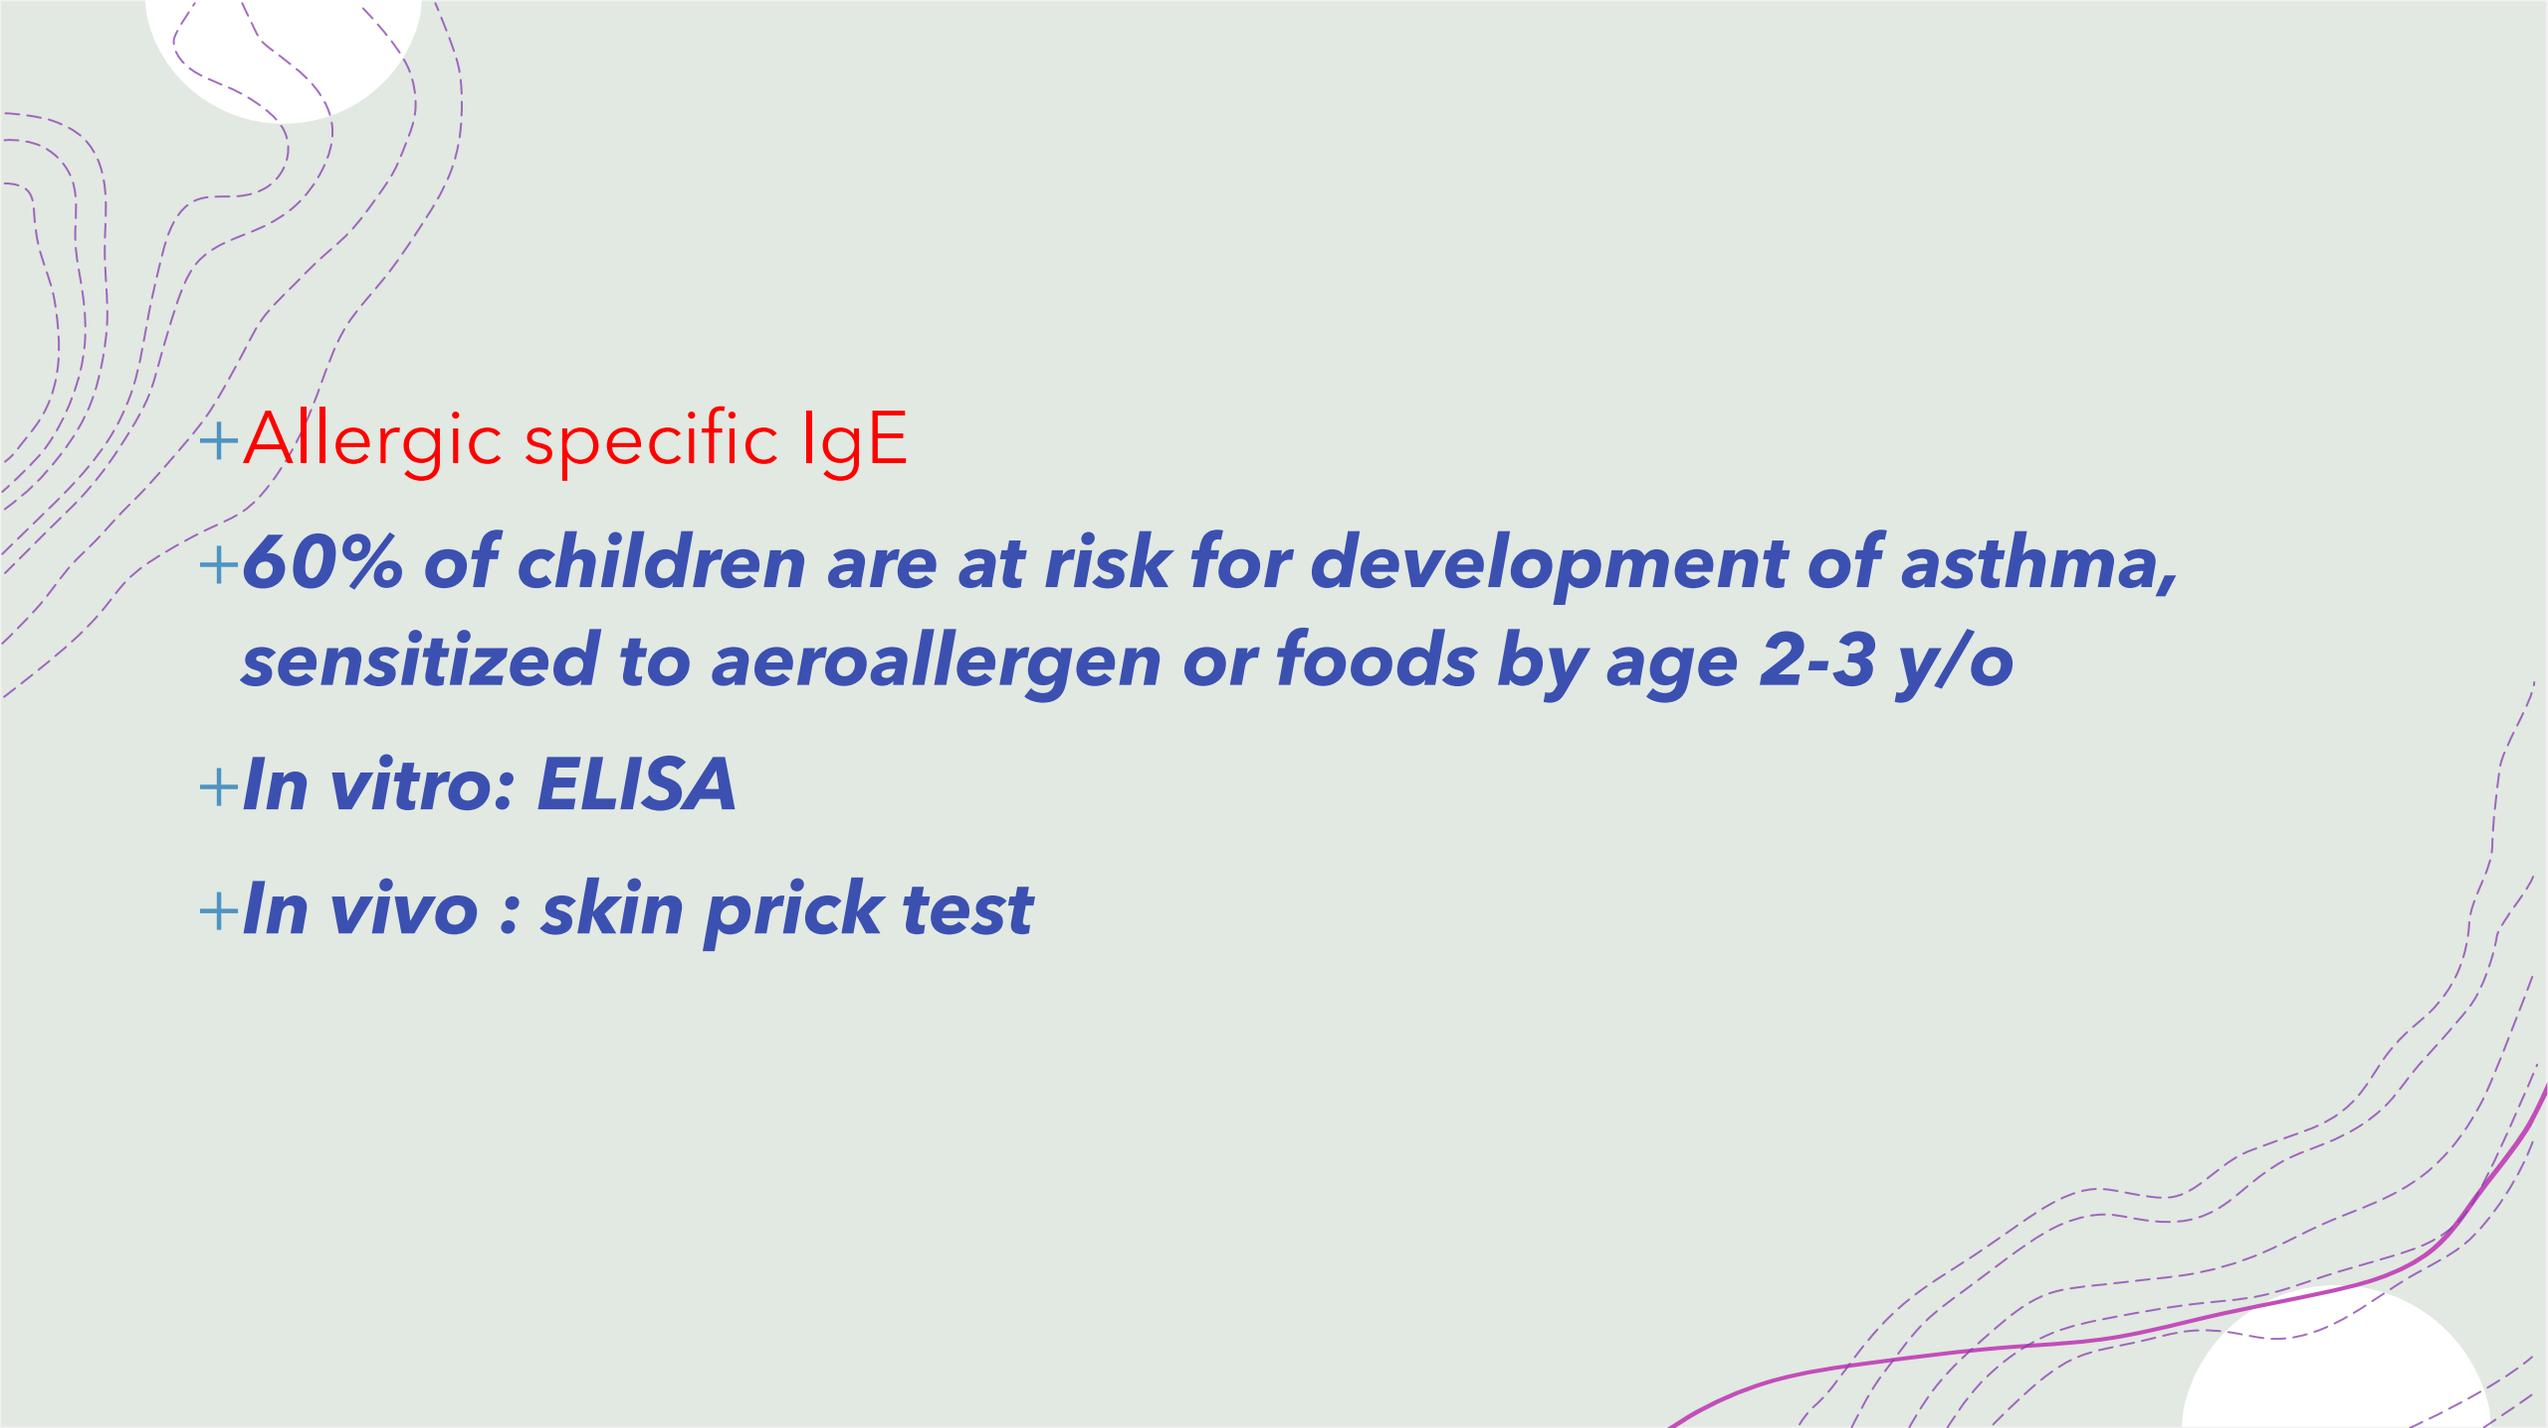 +Allergic specific IgE
+60% of children are at risk for development of asthma,
sensitized to aeroallergen or foods by age 2-3 y/o
+In vitro: ELISA
+In vivo : skin prick test